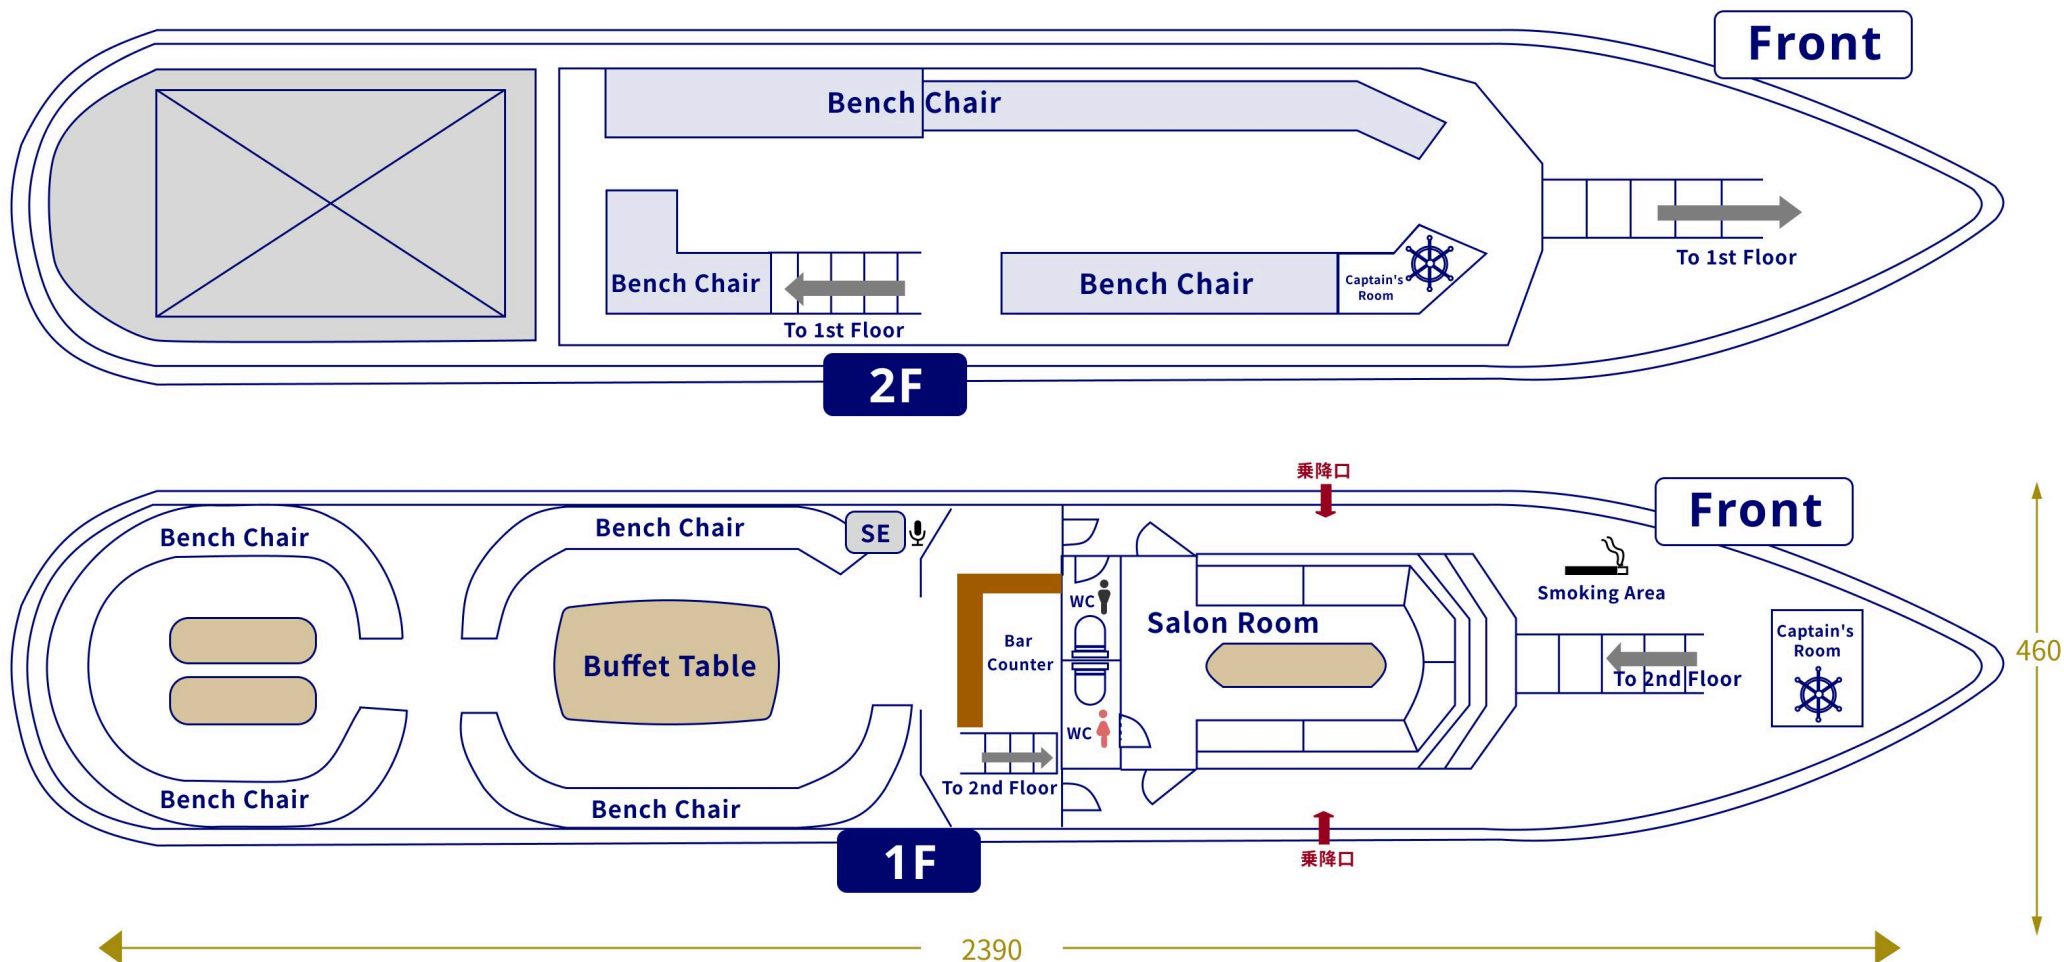 Front
Bench Chair
Bench Chair
To 1st Floor
Bench Chair
Captain's
Room
To 1st Floor
2F
乗降口
Front
Bench Chair
Bench Chair
SE
Smoking Area
WC
Salon Room
Captain's
Room
Bar
Counter
Buffet Table
To 2nd Floor
460
WC
To 2nd Floor
Bench Chair
Bench Chair
1F
乗降口
2390